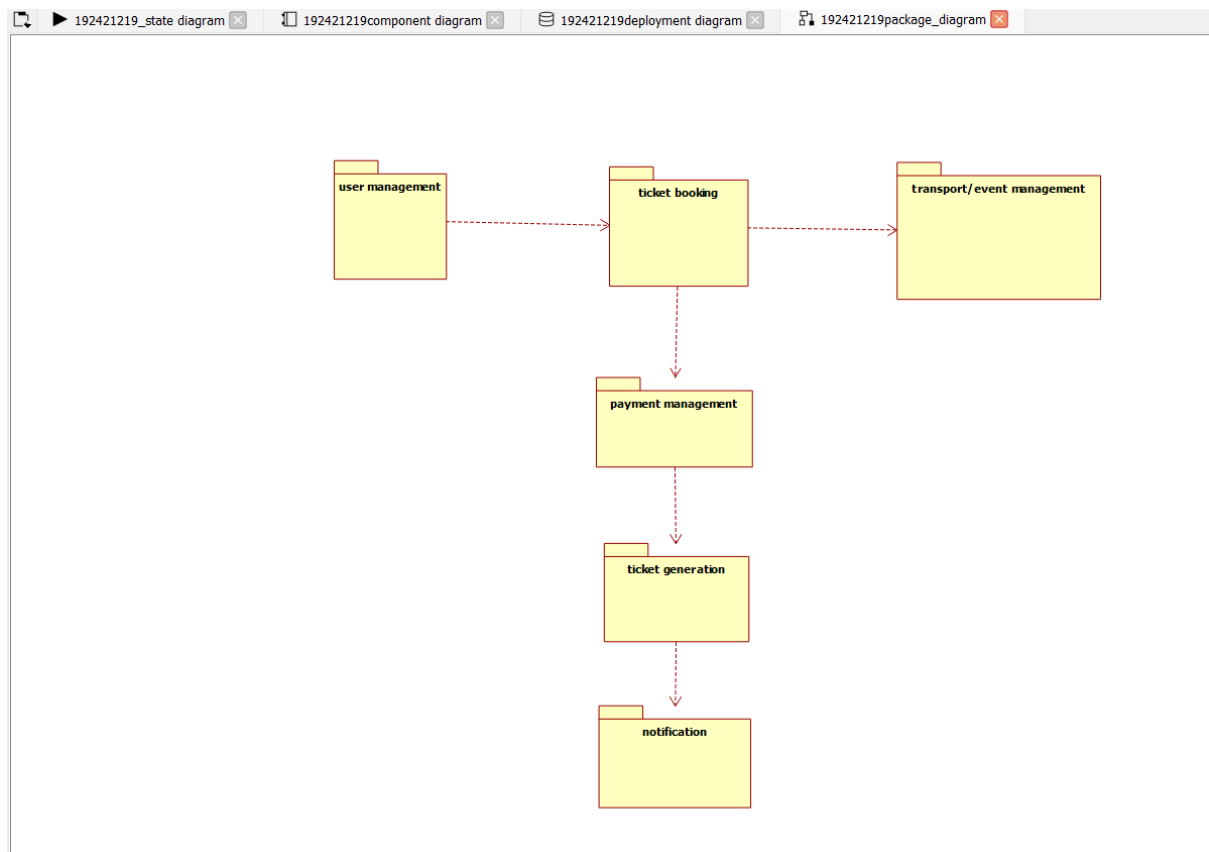 192421219_state diagram
192421219component diagram
192421219deployment diagram
192421219package_diagram
user management
ticket booking
transport/event management
payment management
ticket generation
notification